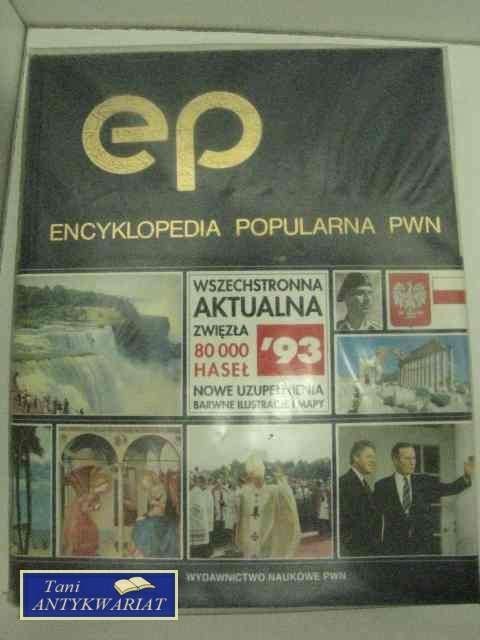 ep
ENCYKLOPEDIA POPULARNA PWN
WSZECHSTRONNA
AKTUALNA
ZWIĘZŁA
80 000
HASEŁ
'93
NOWE UZUPEŁNIENIA
BARWNE ILUSTRACJE I MAPY
WYDAWNICTWO NAUKOWE PWN
Tani
ANTYKWARIAT